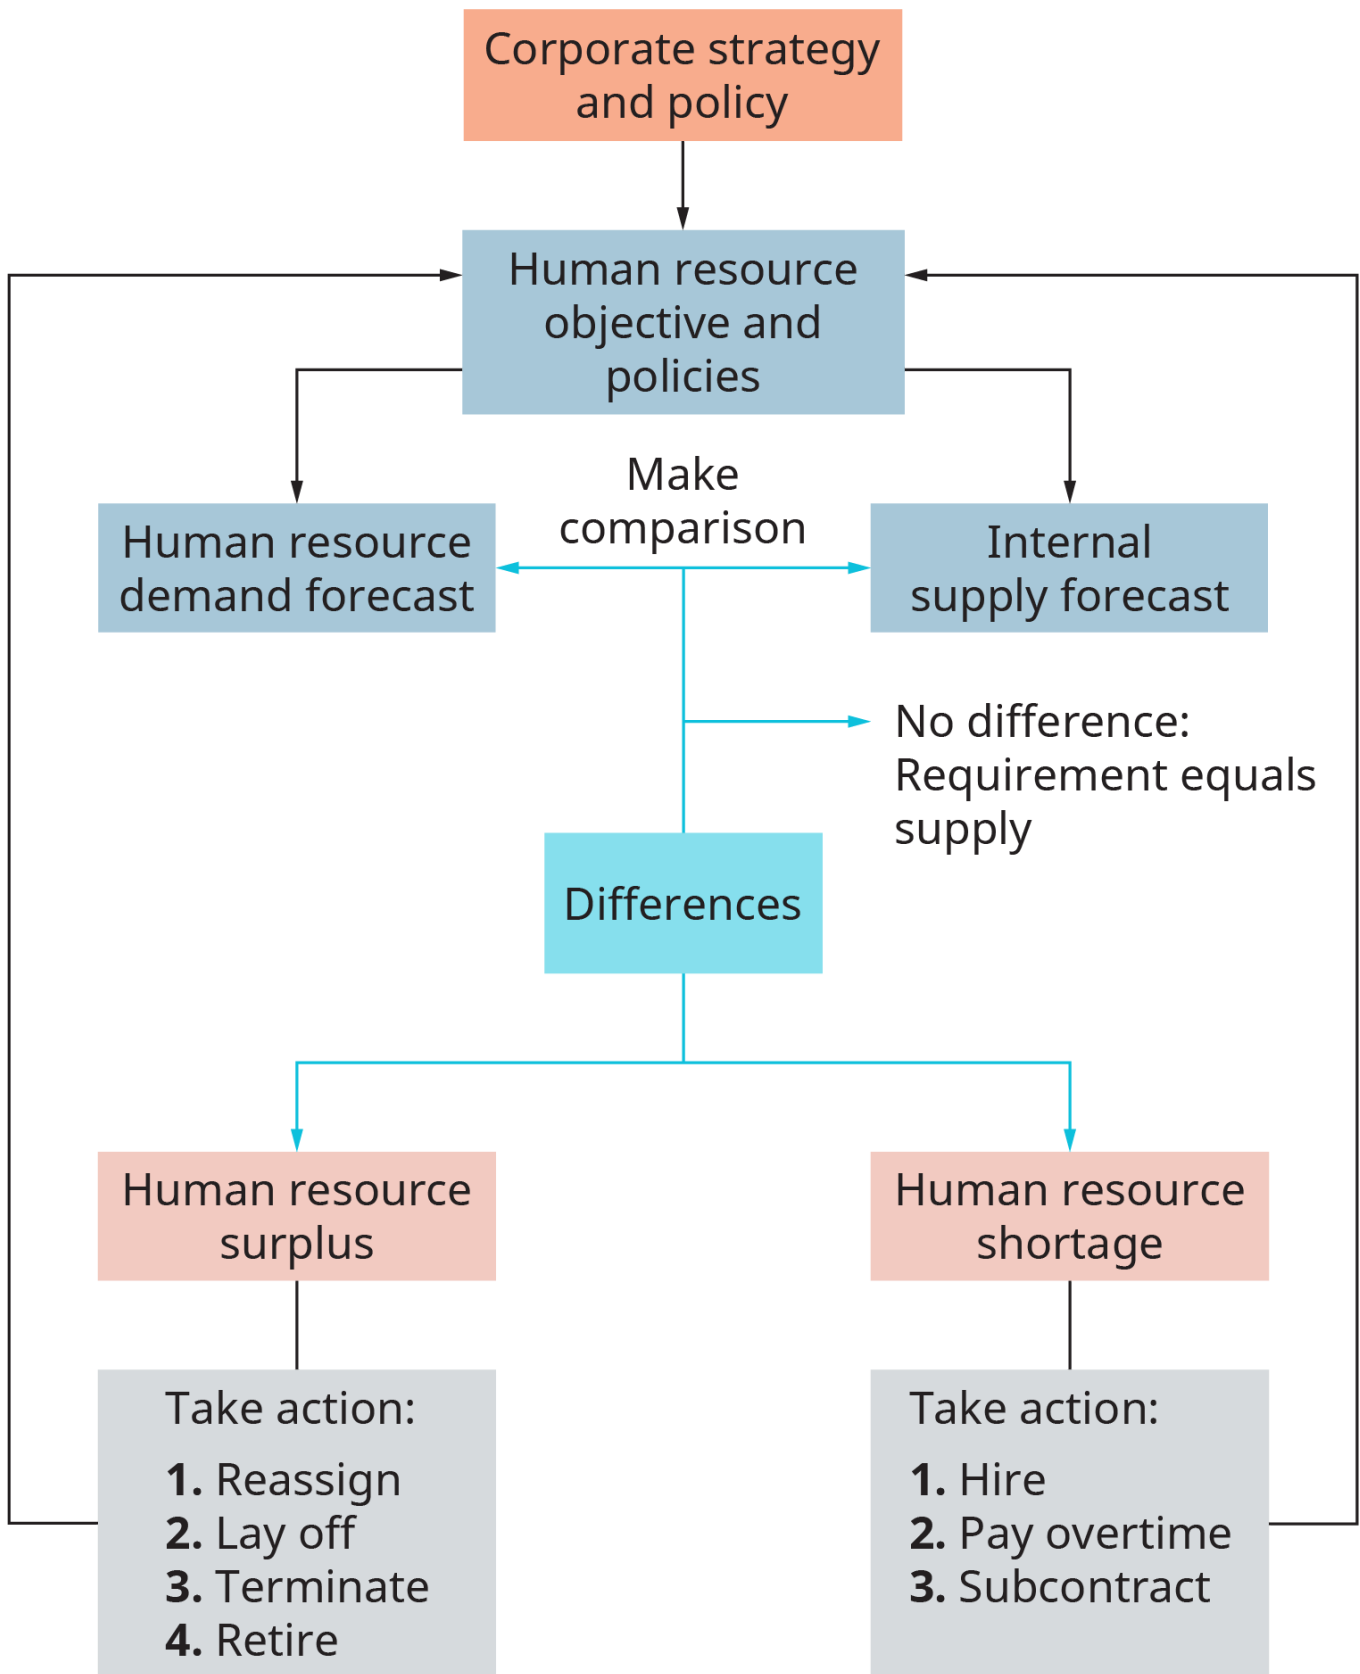 Corporate strategy
and policy
Human resource
objective and
policies
Make
comparison
Human resource
demand forecast
Internal
supply forecast
No difference:
Requirement equals
supply
Differences
Human resource
surplus
Human resource
shortage
Take action:
1. Reassign
2. Lay off
3. Terminate
4. Retire
Take action:
1. Hire
2. Pay overtime
3. Subcontract